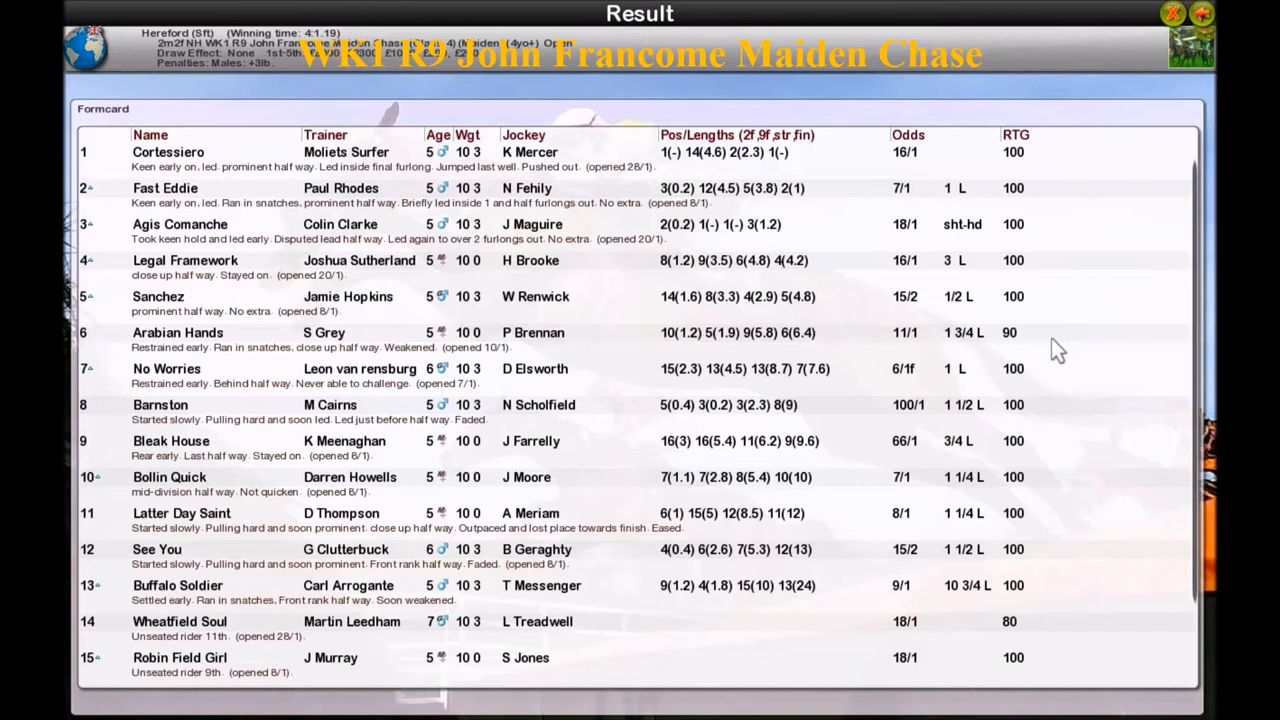 Result
Hereford (Sft) (Winning time: 4:1.19)
2m2f NH WK1 R9 John Francome Maiden Chase (Class 4) (Maiden) (4yo+) Open
WK1 R9 John Francome Maiden Chase
Draw Effect: None 1st-5th
Penalties: Males: +3lb.
Formcard
Name Trainer Age Wgt Jockey Pos/Lengths (2f,9f,str,fin) Odds RTG
1 Cortessiero Moliets Surfer 5 10 3 K Mercer 1(-) 14(4.6) 2(2.3) 1(-) 16/1 100
Keen early on, led. prominent half way. Led inside final furlong. Jumped last well. Pushed out. (opened 28/1).
2 Fast Eddie Paul Rhodes 5 10 3 N Fehily 3(0.2) 12(4.5) 5(3.8) 2(1) 7/1 1 L 100
Keen early on, led. Ran in snatches, prominent half way. Briefly led inside 1 and half furlongs out. No extra. (opened 8/1).
3 Agis Comanche Colin Clarke 5 10 3 J Maguire 2(0.2) 1(-) 1(-) 3(1.2) 18/1 sht-hd 100
Took keen hold and led early. Disputed lead half way. Led again to over 2 furlongs out. No extra. (opened 20/1).
4 Legal Framework Joshua Sutherland 5 10 0 H Brooke 8(1.2) 9(3.5) 6(4.8) 4(4.2) 16/1 3 L 100
close up half way. Stayed on. (opened 20/1).
5 Sanchez Jamie Hopkins 5 10 3 W Renwick 14(1.6) 8(3.3) 4(2.9) 5(4.8) 15/2 1/2 L 100
prominent half way. No extra. (opened 8/1).
6 Arabian Hands S Grey 5 10 0 P Brennan 10(1.2) 5(1.9) 9(5.8) 6(6.4) 11/1 1 3/4 L 90
Restrained early. Ran in snatches, close up half way. Weakened. (opened 10/1).
7 No Worries Leon van rensburg 6 10 3 D Elsworth 15(2.3) 13(4.5) 13(8.7) 7(7.6) 6/1f 1 L 100
Restrained early. Behind half way. Never able to challenge. (opened 7/1).
8 Barnston M Cairns 5 10 3 N Scholfield 5(0.4) 3(0.2) 3(2.3) 8(9) 100/1 1 1/2 L 100
Started slowly. Pulling hard and soon led. Led just before half way. Faded.
9 Bleak House K Meenaghan 5 10 0 J Farrelly 16(3) 16(5.4) 11(6.2) 9(9.6) 66/1 3/4 L 100
Rear early. Last half way. Stayed on. (opened 8/1).
10 Bollin Quick Darren Howells 5 10 0 J Moore 7(1.1) 7(2.8) 8(5.4) 10(10) 7/1 1 1/4 L 100
mid-division half way. Not quicken. (opened 8/1).
11 Latter Day Saint D Thompson 5 10 0 A Meriam 6(1) 15(5) 12(8.5) 11(12) 8/1 1 1/4 L 100
Started slowly. Pulling hard and soon prominent. close up half way. Outpaced and lost place towards finish. Eased.
12 See You G Clutterbuck 6 10 3 B Geraghty 4(0.4) 6(2.6) 7(5.3) 12(13) 15/2 1 1/2 L 100
Started slowly. Pulling hard and soon prominent. Front rank half way. Faded. (opened 8/1).
13 Buffalo Soldier Carl Arrogante 5 10 3 T Messenger 9(1.2) 4(1.8) 15(10) 13(24) 9/1 10 3/4 L 100
Settled early. Ran in snatches, Front rank half way. Soon weakened.
14 Wheatfield Soul Martin Leedham 7 10 3 L Treadwell 18/1 80
Unseated rider 11th. (opened 28/1).
15 Robin Field Girl J Murray 5 10 0 S Jones 18/1 100
Unseated rider 9th. (opened 8/1).